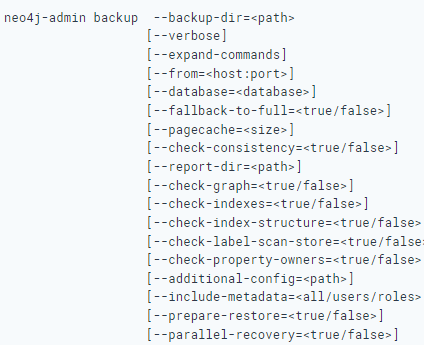 neo4j-admin backup  --backup-dir=<path>
[--verbose]
[--expand-commands]
[--from=<host:port>]
[--database=<database>]
[--fallback-to-full=<true/false>]
[--pagecache=<size>]
[--check-consistency=<true/false>]
[--report-dir=<path>]
[--check-graph=<true/false>]
[--check-indexes=<true/false>]
[--check-index-structure=<true/false>
[--check-label-scan-store=<true/false>
[--check-property-owners=<true/false>
[--additional-config=<path>]
[--include-metadata=<all/users/roles>
[--prepare-restore=<true/false>]
[--parallel-recovery=<true/false>]